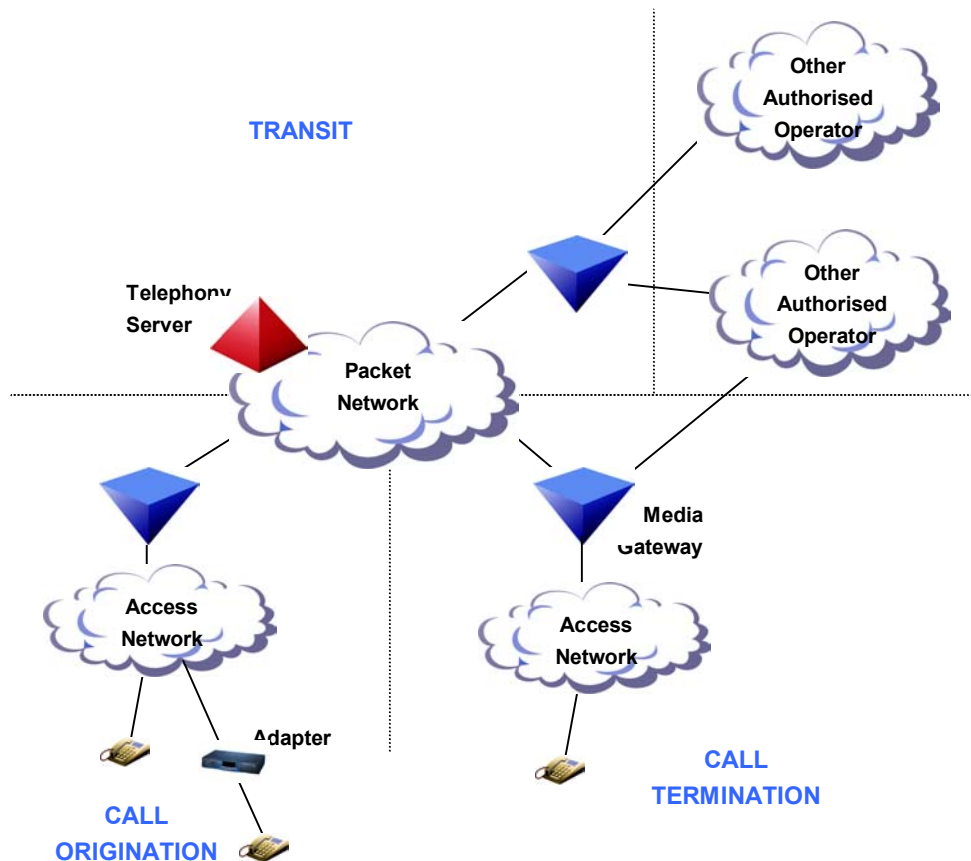 Other
Authorised
Operator
TRANSIT
Other
Authorised
Operator
Telephony
Server
Packet
Network
Media
Gateway
Access
Network
Access
Network
Adapter
CALL
TERMINATION
CALL
ORIGINATION